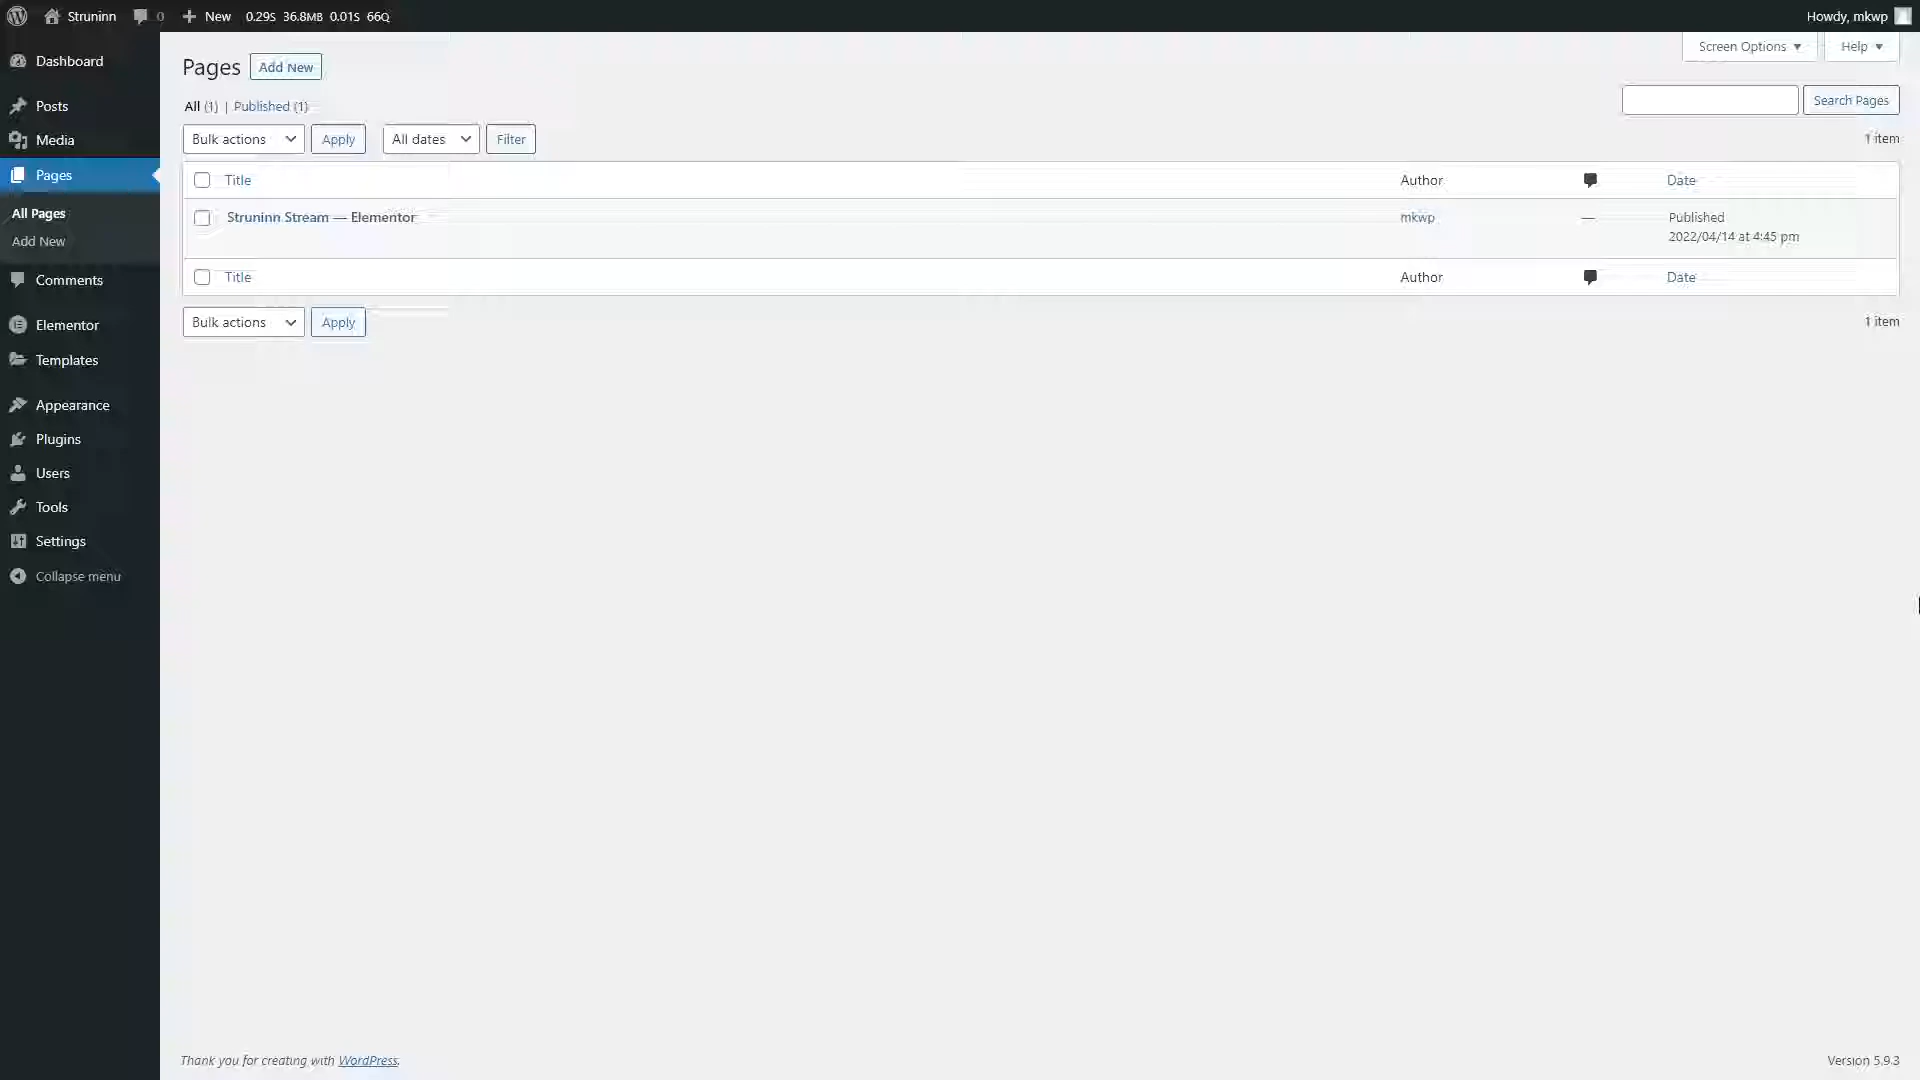 Struninn 0 New 0.29S 36.8MB 0.01S 66Q Howdy, mkwp
Screen Options Help
Dashboard
Posts
Media
Pages
All Pages
Add New
Comments
Elementor
Templates
Appearance
Plugins
Users
Tools
Settings
Collapse menu
Pages Add New
All (1) | Published (1)
Search Pages
Bulk actions Apply All dates Filter 1 item
Title Author Date
Struninn Stream — Elementor mkwp — Published
2022/04/14 at 4:45 pm
Title Author Date
Bulk actions Apply 1 item
Thank you for creating with WordPress. Version 5.9.3